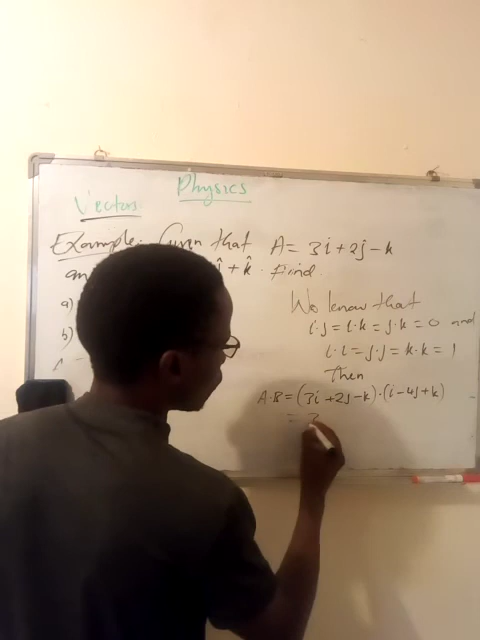 Physics
Vectors
Example: Given that A = 3i + 2j - k
an ĵ + k̂. Find
a)
b)
We know that
i·j = i·k = j·k = 0 and
i·i = j·j = k·k = 1
Then
A·B = (3i + 2j - k)·(i - 4j + k)
= 3